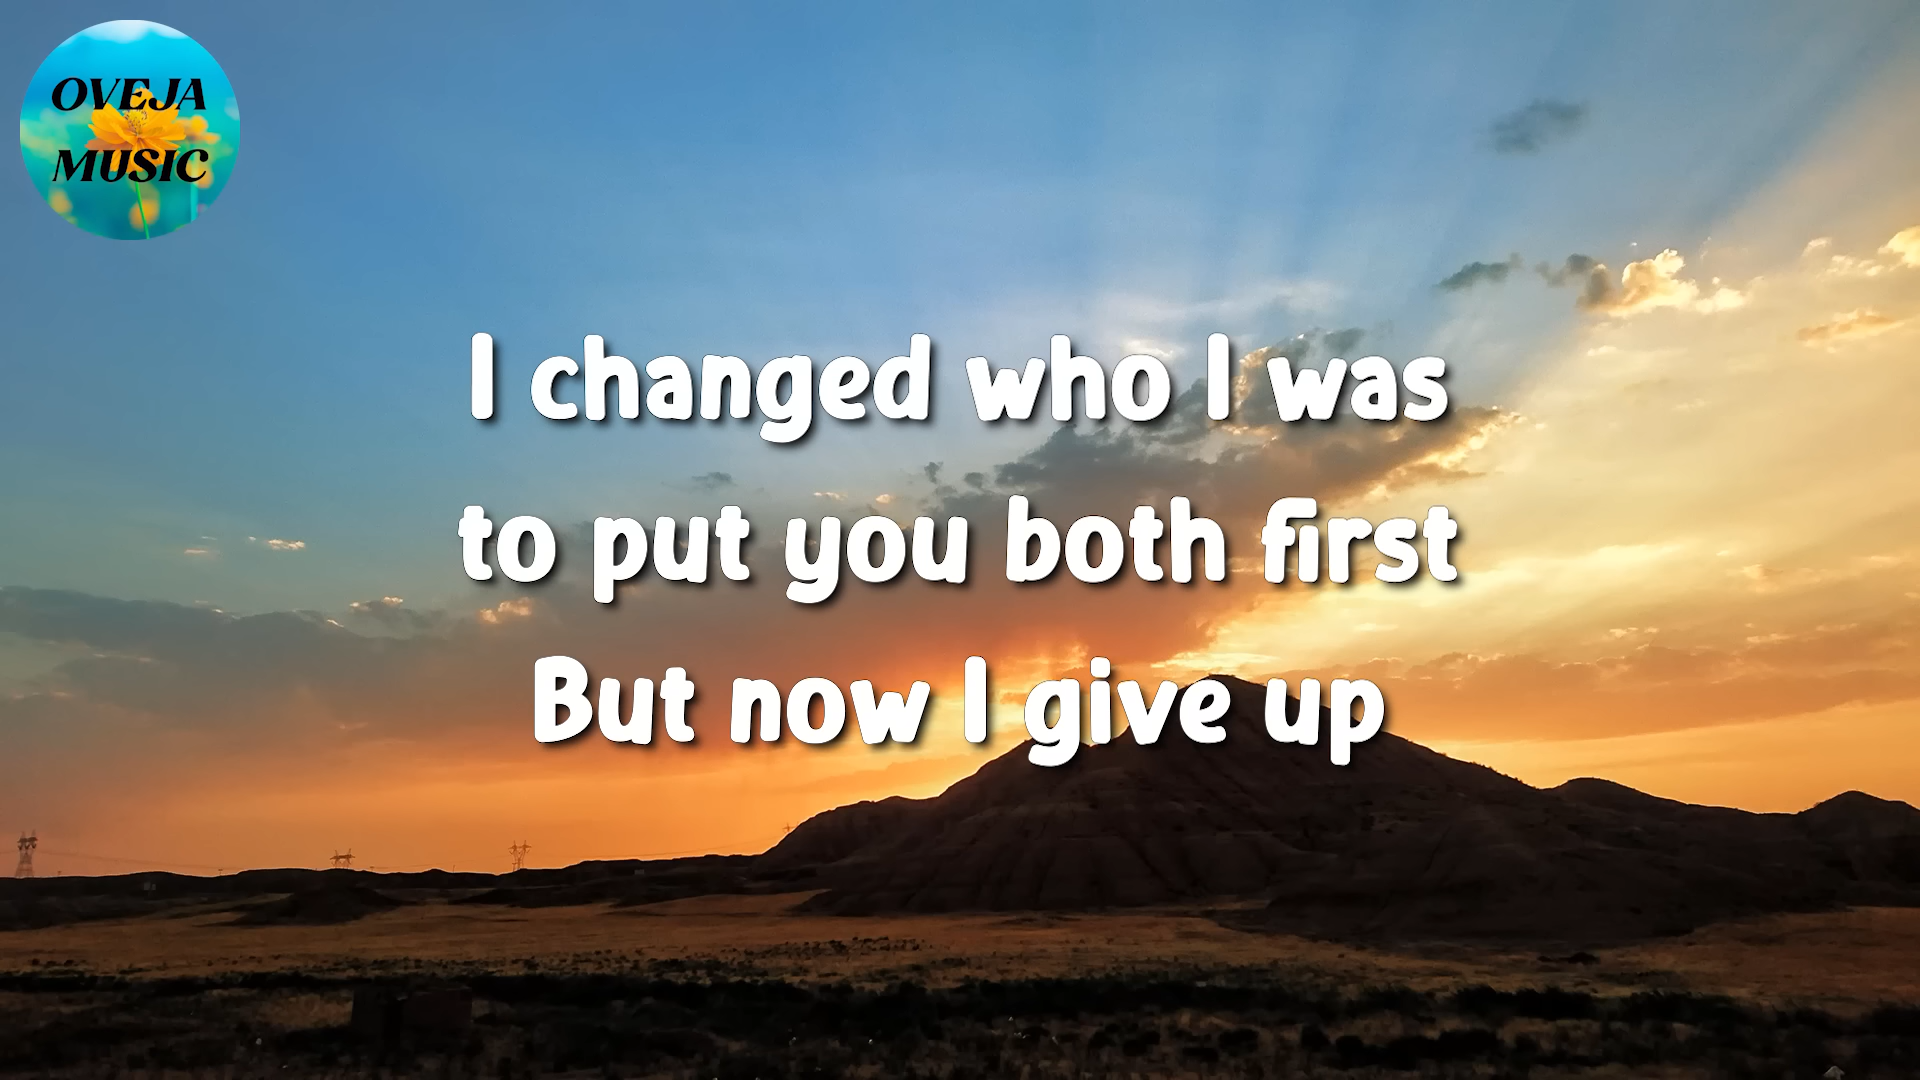 OVEJA
MUSIC
I changed who I was
to put you both first
But now I give up